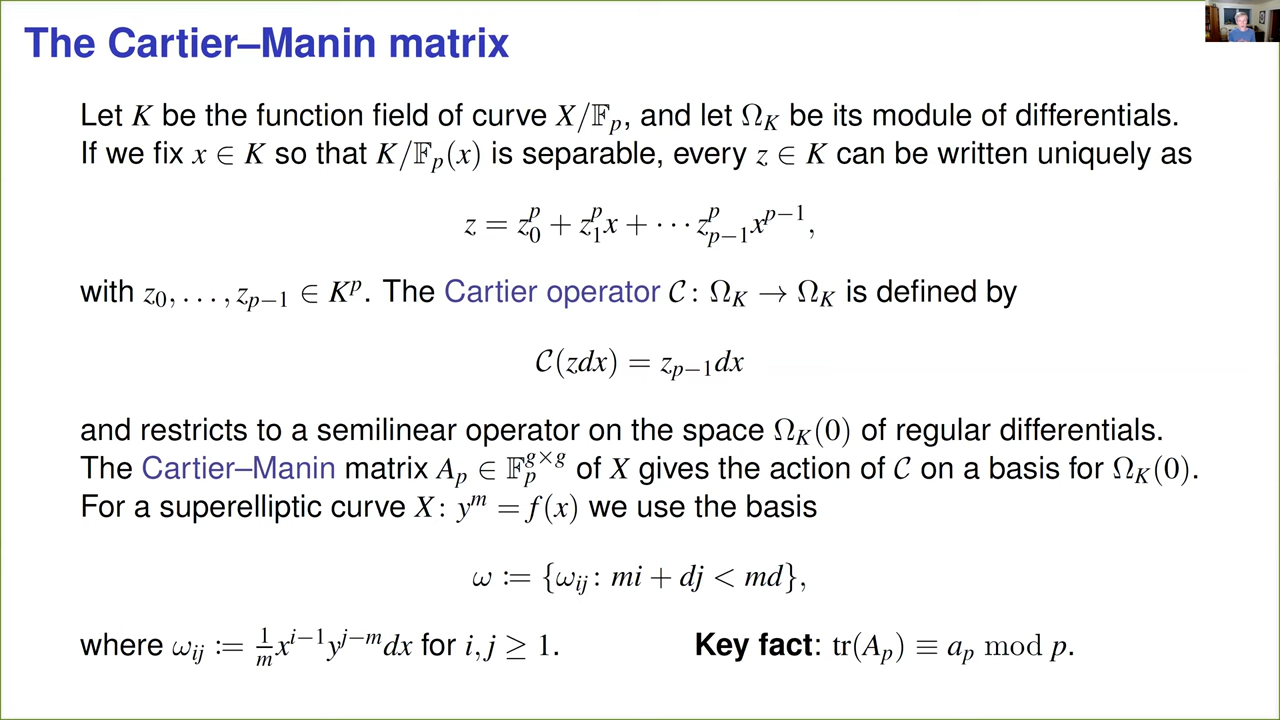 The Cartier–Manin matrix
Let K be the function field of curve X/𝔽_p, and let Ω_K be its module of differentials.
If we fix x ∈ K so that K/𝔽_p(x) is separable, every z ∈ K can be written uniquely as
z = z_0^p + z_1^p x + ⋯ z_{p−1}^p x^{p−1},
with z_0, …, z_{p−1} ∈ K^p. The Cartier operator 𝒞: Ω_K → Ω_K is defined by
𝒞(zdx) = z_{p−1}dx
and restricts to a semilinear operator on the space Ω_K(0) of regular differentials.
The Cartier–Manin matrix A_p ∈ 𝔽_p^{g×g} of X gives the action of 𝒞 on a basis for Ω_K(0).
For a superelliptic curve X: y^m = f(x) we use the basis
ω := {ω_{ij}: mi + dj < md},
where ω_{ij} := 1/m x^{i−1}y^{j−m}dx for i, j ≥ 1. Key fact: tr(A_p) ≡ a_p mod p.